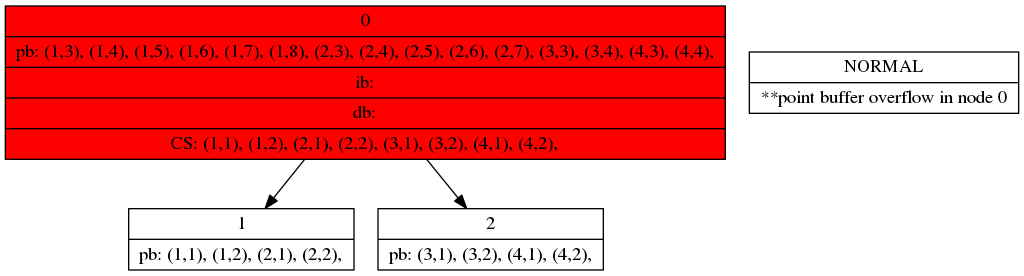 0
pb: (1,3), (1,4), (1,5), (1,6), (1,7), (1,8), (2,3), (2,4), (2,5), (2,6), (2,7), (3,3), (3,4), (4,3), (4,4),
ib:
db:
CS: (1,1), (1,2), (2,1), (2,2), (3,1), (3,2), (4,1), (4,2),
NORMAL
**point buffer overflow in node 0
1
pb: (1,1), (1,2), (2,1), (2,2),
2
pb: (3,1), (3,2), (4,1), (4,2),